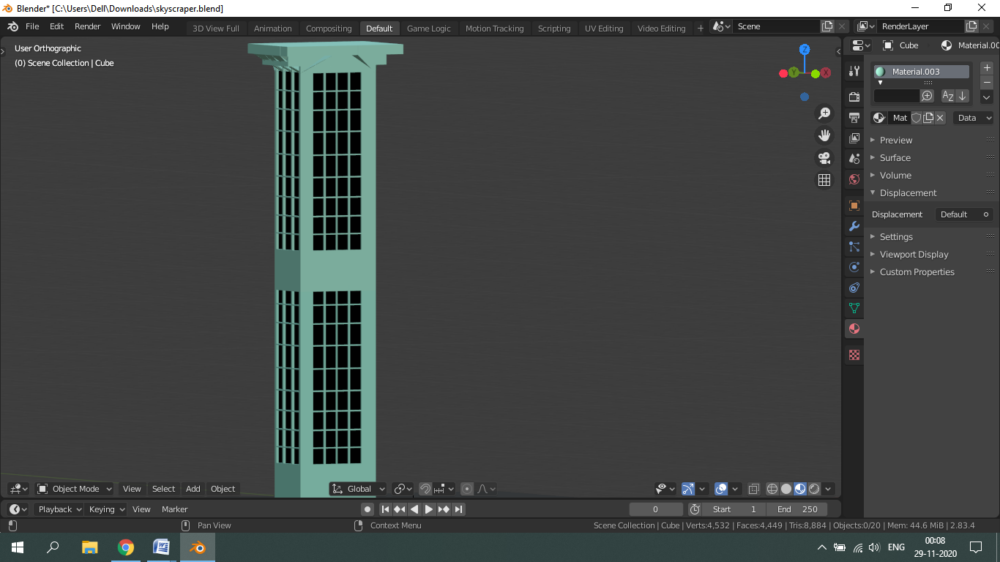 Blender* [C:\Users\Dell\Downloads\skyscraper.blend]
File Edit Render Window Help 3D View Full Animation Compositing Default Game Logic Motion Tracking Scripting UV Editing Video Editing + Scene RenderLayer
User Orthographic
(0) Scene Collection | Cube
Z
Y
X
Cube Material.00
Material.003
Mat Data
Preview
Surface
Volume
Displacement
Displacement Default
Settings
Viewport Display
Custom Properties
Object Mode View Select Add Object Global
Playback Keying View Marker 0 Start 1 End 250
Pan View Context Menu Scene Collection | Cube | Verts:4,532 | Faces:4,449 | Tris:8,884 | Objects:0/20 | Mem: 44.6 MiB | 2.83.4
ENG 00:08
29-11-2020